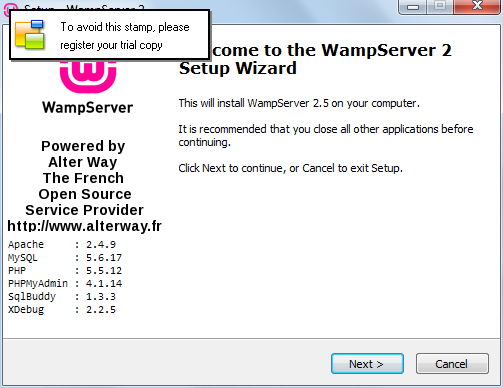 To avoid this stamp, please
register your trial copy
come to the WampServer 2
Setup Wizard
WampServer
This will install WampServer 2.5 on your computer.
It is recommended that you close all other applications before
continuing.
Click Next to continue, or Cancel to exit Setup.
Powered by
Alter Way
The French
Open Source
Service Provider
http://www.alterway.fr
Apache : 2.4.9
MySQL : 5.6.17
PHP : 5.5.12
PHPMyAdmin : 4.1.14
SqlBuddy : 1.3.3
XDebug : 2.2.5
Next >
Cancel